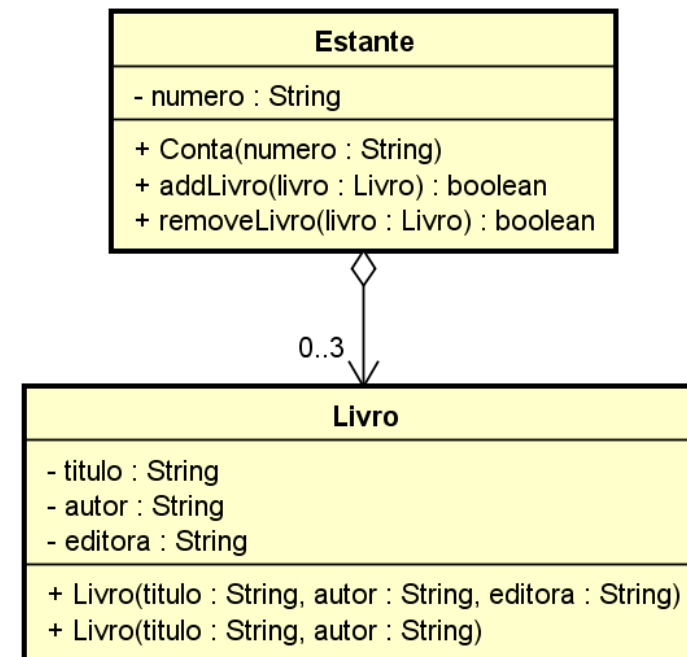 Estante
- numero : String
+ Conta(numero : String)
+ addLivro(livro : Livro) : boolean
+ removeLivro(livro : Livro) : boolean
0..3
Livro
- titulo : String
- autor : String
- editora : String
+ Livro(titulo : String, autor : String, editora : String)
+ Livro(titulo : String, autor : String)